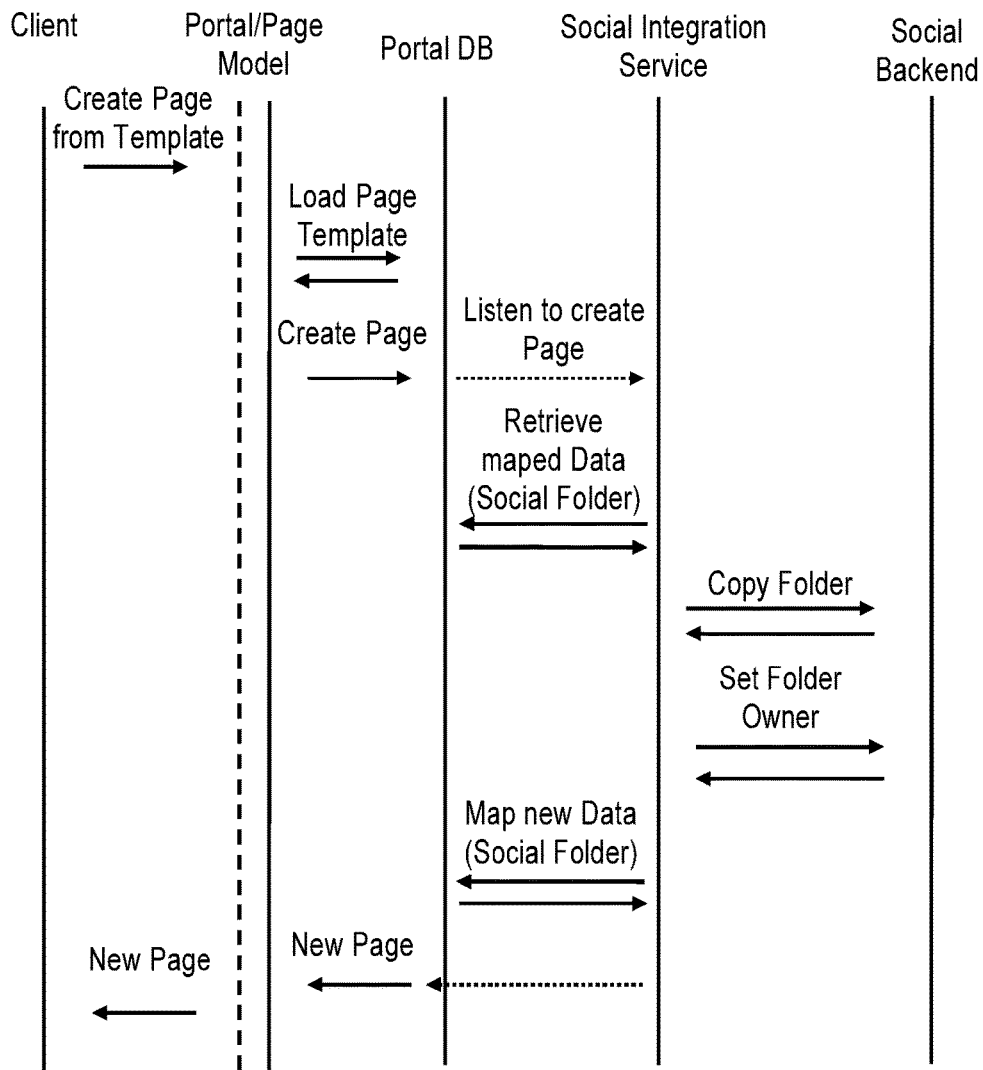 Client
Portal/Page
Model
Portal DB
Social Integration
Service
Social
Backend
Create Page
from Template
Load Page
Template
Create Page
Listen to create
Page
Retrieve
maped Data
(Social Folder)
Copy Folder
Set Folder
Owner
Map new Data
(Social Folder)
New Page
New Page